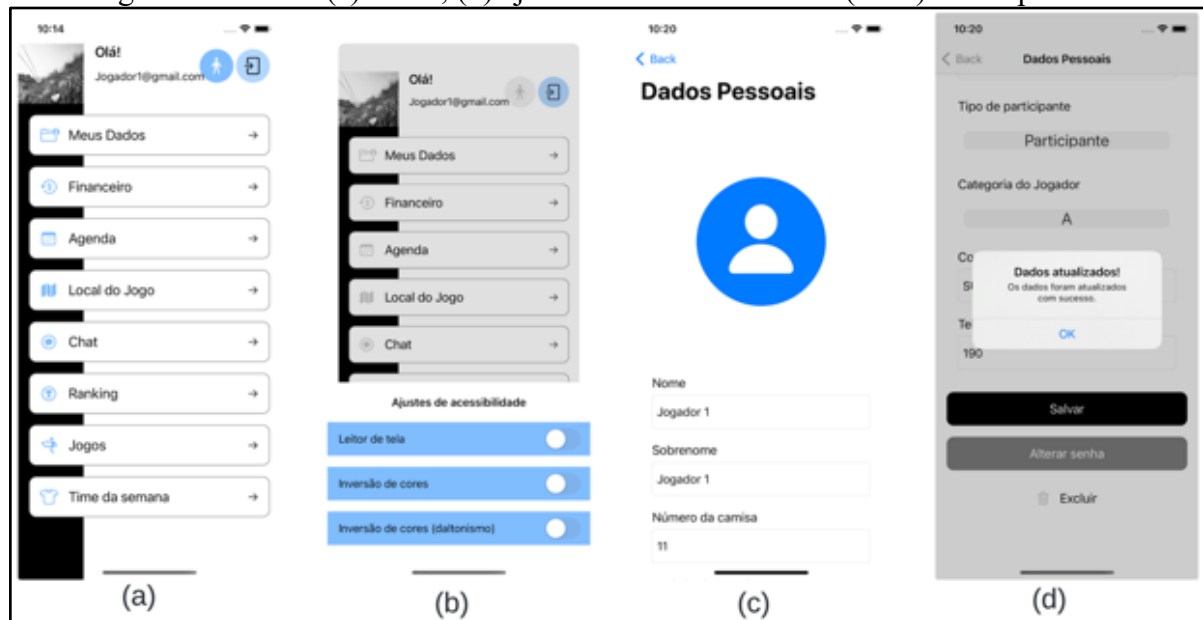 10:14
Olá!
Jogador1@gmail.com
Meus Dados
Financeiro
Agenda
Local do Jogo
Chat
Ranking
Jogos
Time da semana
(a)
Olá!
Jogador1@gmail.com
Meus Dados
Financeiro
Agenda
Local do Jogo
Chat
Ajustes de acessibilidade
Leitor de tela
Inversão de cores
Inversão de cores (daltonismo)
(b)
10:20
Back
Dados Pessoais
Nome
Jogador 1
Sobrenome
Jogador 1
Número da camisa
11
(c)
10:20
Back Dados Pessoais
Tipo de participante
Participante
Categoria do Jogador
A
Co
Dados atualizados!
Os dados foram atualizados
com sucesso.
Te
OK
190
Salvar
Alterar senha
Excluir
(d)